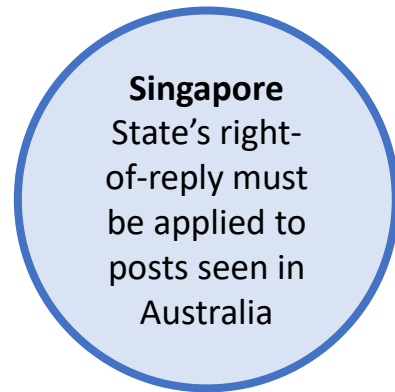 Singapore
State’s right-
of-reply must
be applied to
posts seen in
Australia